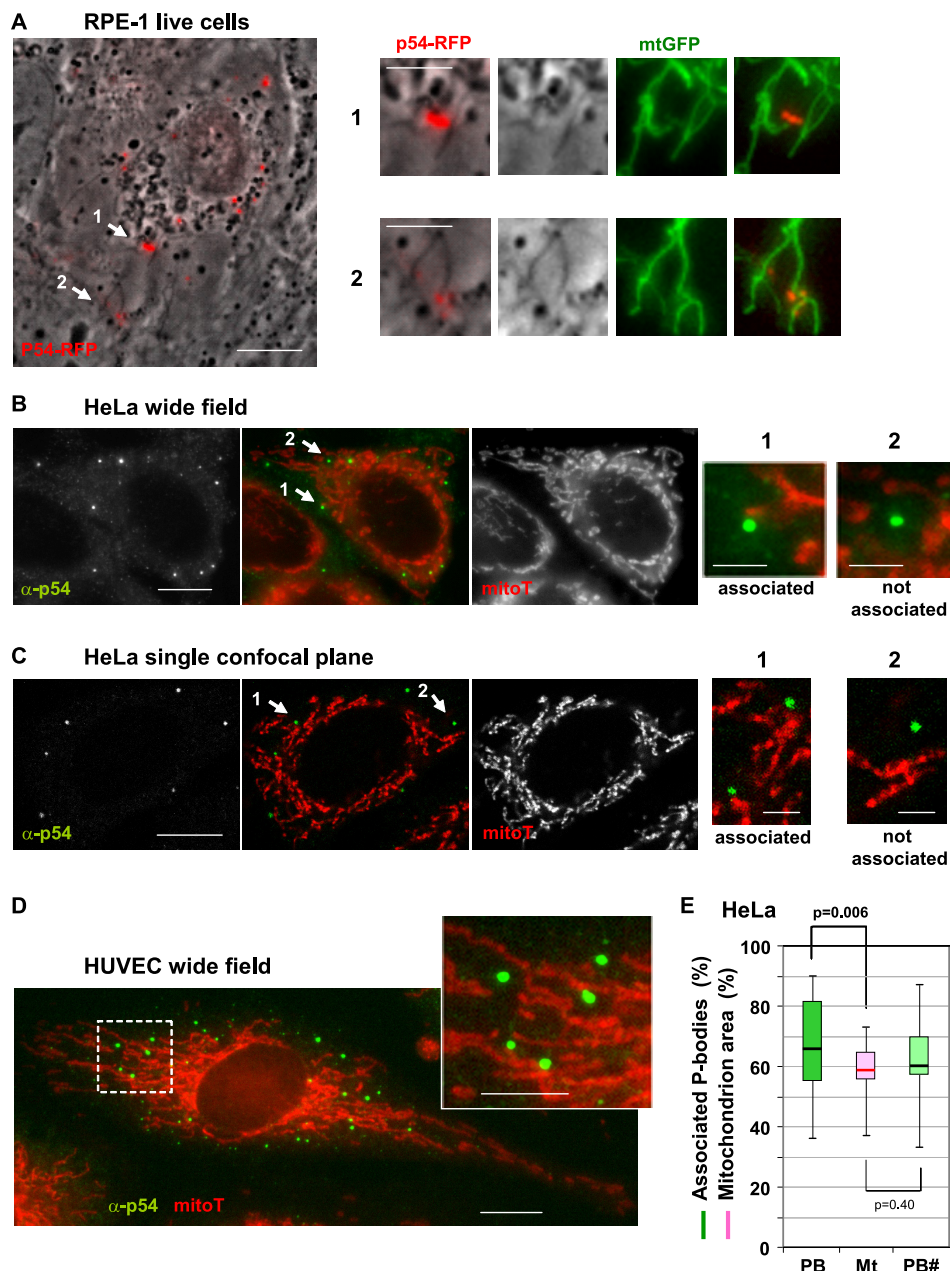 A RPE-1 live cells
p54-RFP
mtGFP
1
2
1
2
P54-RFP
B HeLa wide field
1
2
2
1
α-p54
mitoT
associated
not
associated
C HeLa single confocal plane
1
2
1
2
α-p54
mitoT
associated
not
associated
D
HUVEC wide field
α-p54 mitoT
E HeLa
p=0.006
Associated P-bodies (%)
Mitochondrion area (%)
100
80
60
40
20
0
p=0.40
PB Mt PB#